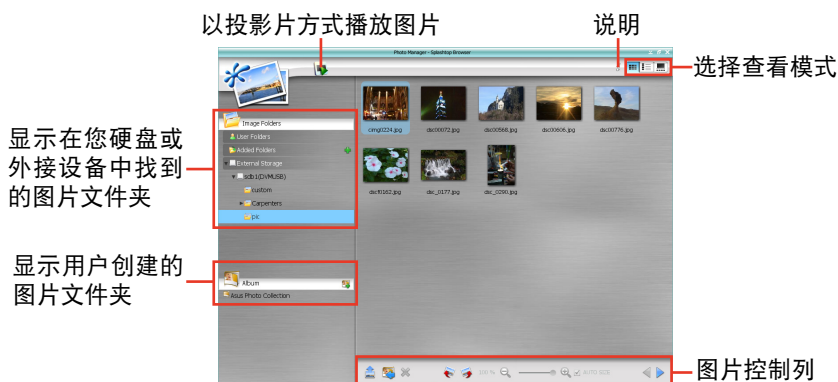 以投影片方式播放图片
说明
Photo Manager - Splashtop Browser
选择查看模式
显示在您硬盘或
外接设备中找到
的图片文件夹
Image Folders
User Folders
Added Folders
External Storage
sdb1(DVMUSB)
custom
Carpenters
pic
cimg0224.jpg
dsc00072.jpg
dsc00568.jpg
dsc00606.jpg
dsc00776.jpg
dscf0162.jpg
dsc_0177.jpg
dsc_0290.jpg
显示用户创建的
图片文件夹
Album
Asus Photo Collection
100 %
AUTO SIZE
图片控制列